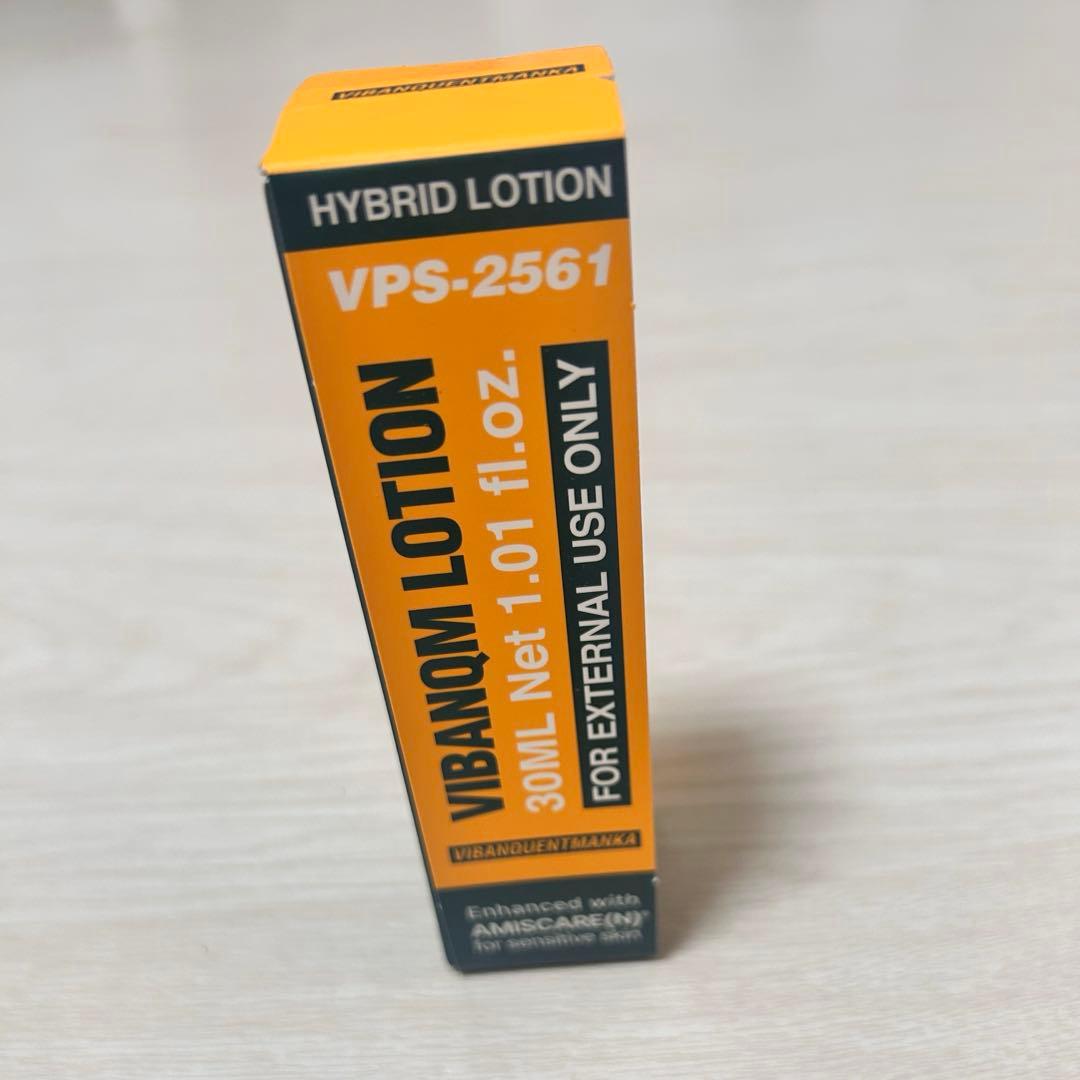 VIBANQUENTMANKA
HYBRID LOTION
VPS-2561
VIBANQM LOTION
30ML Net 1.01 fl.oz.
FOR EXTERNAL USE ONLY
VIBANQUENTMANKA
Enhanced with
AMISCARE(N)
for sensitive skin